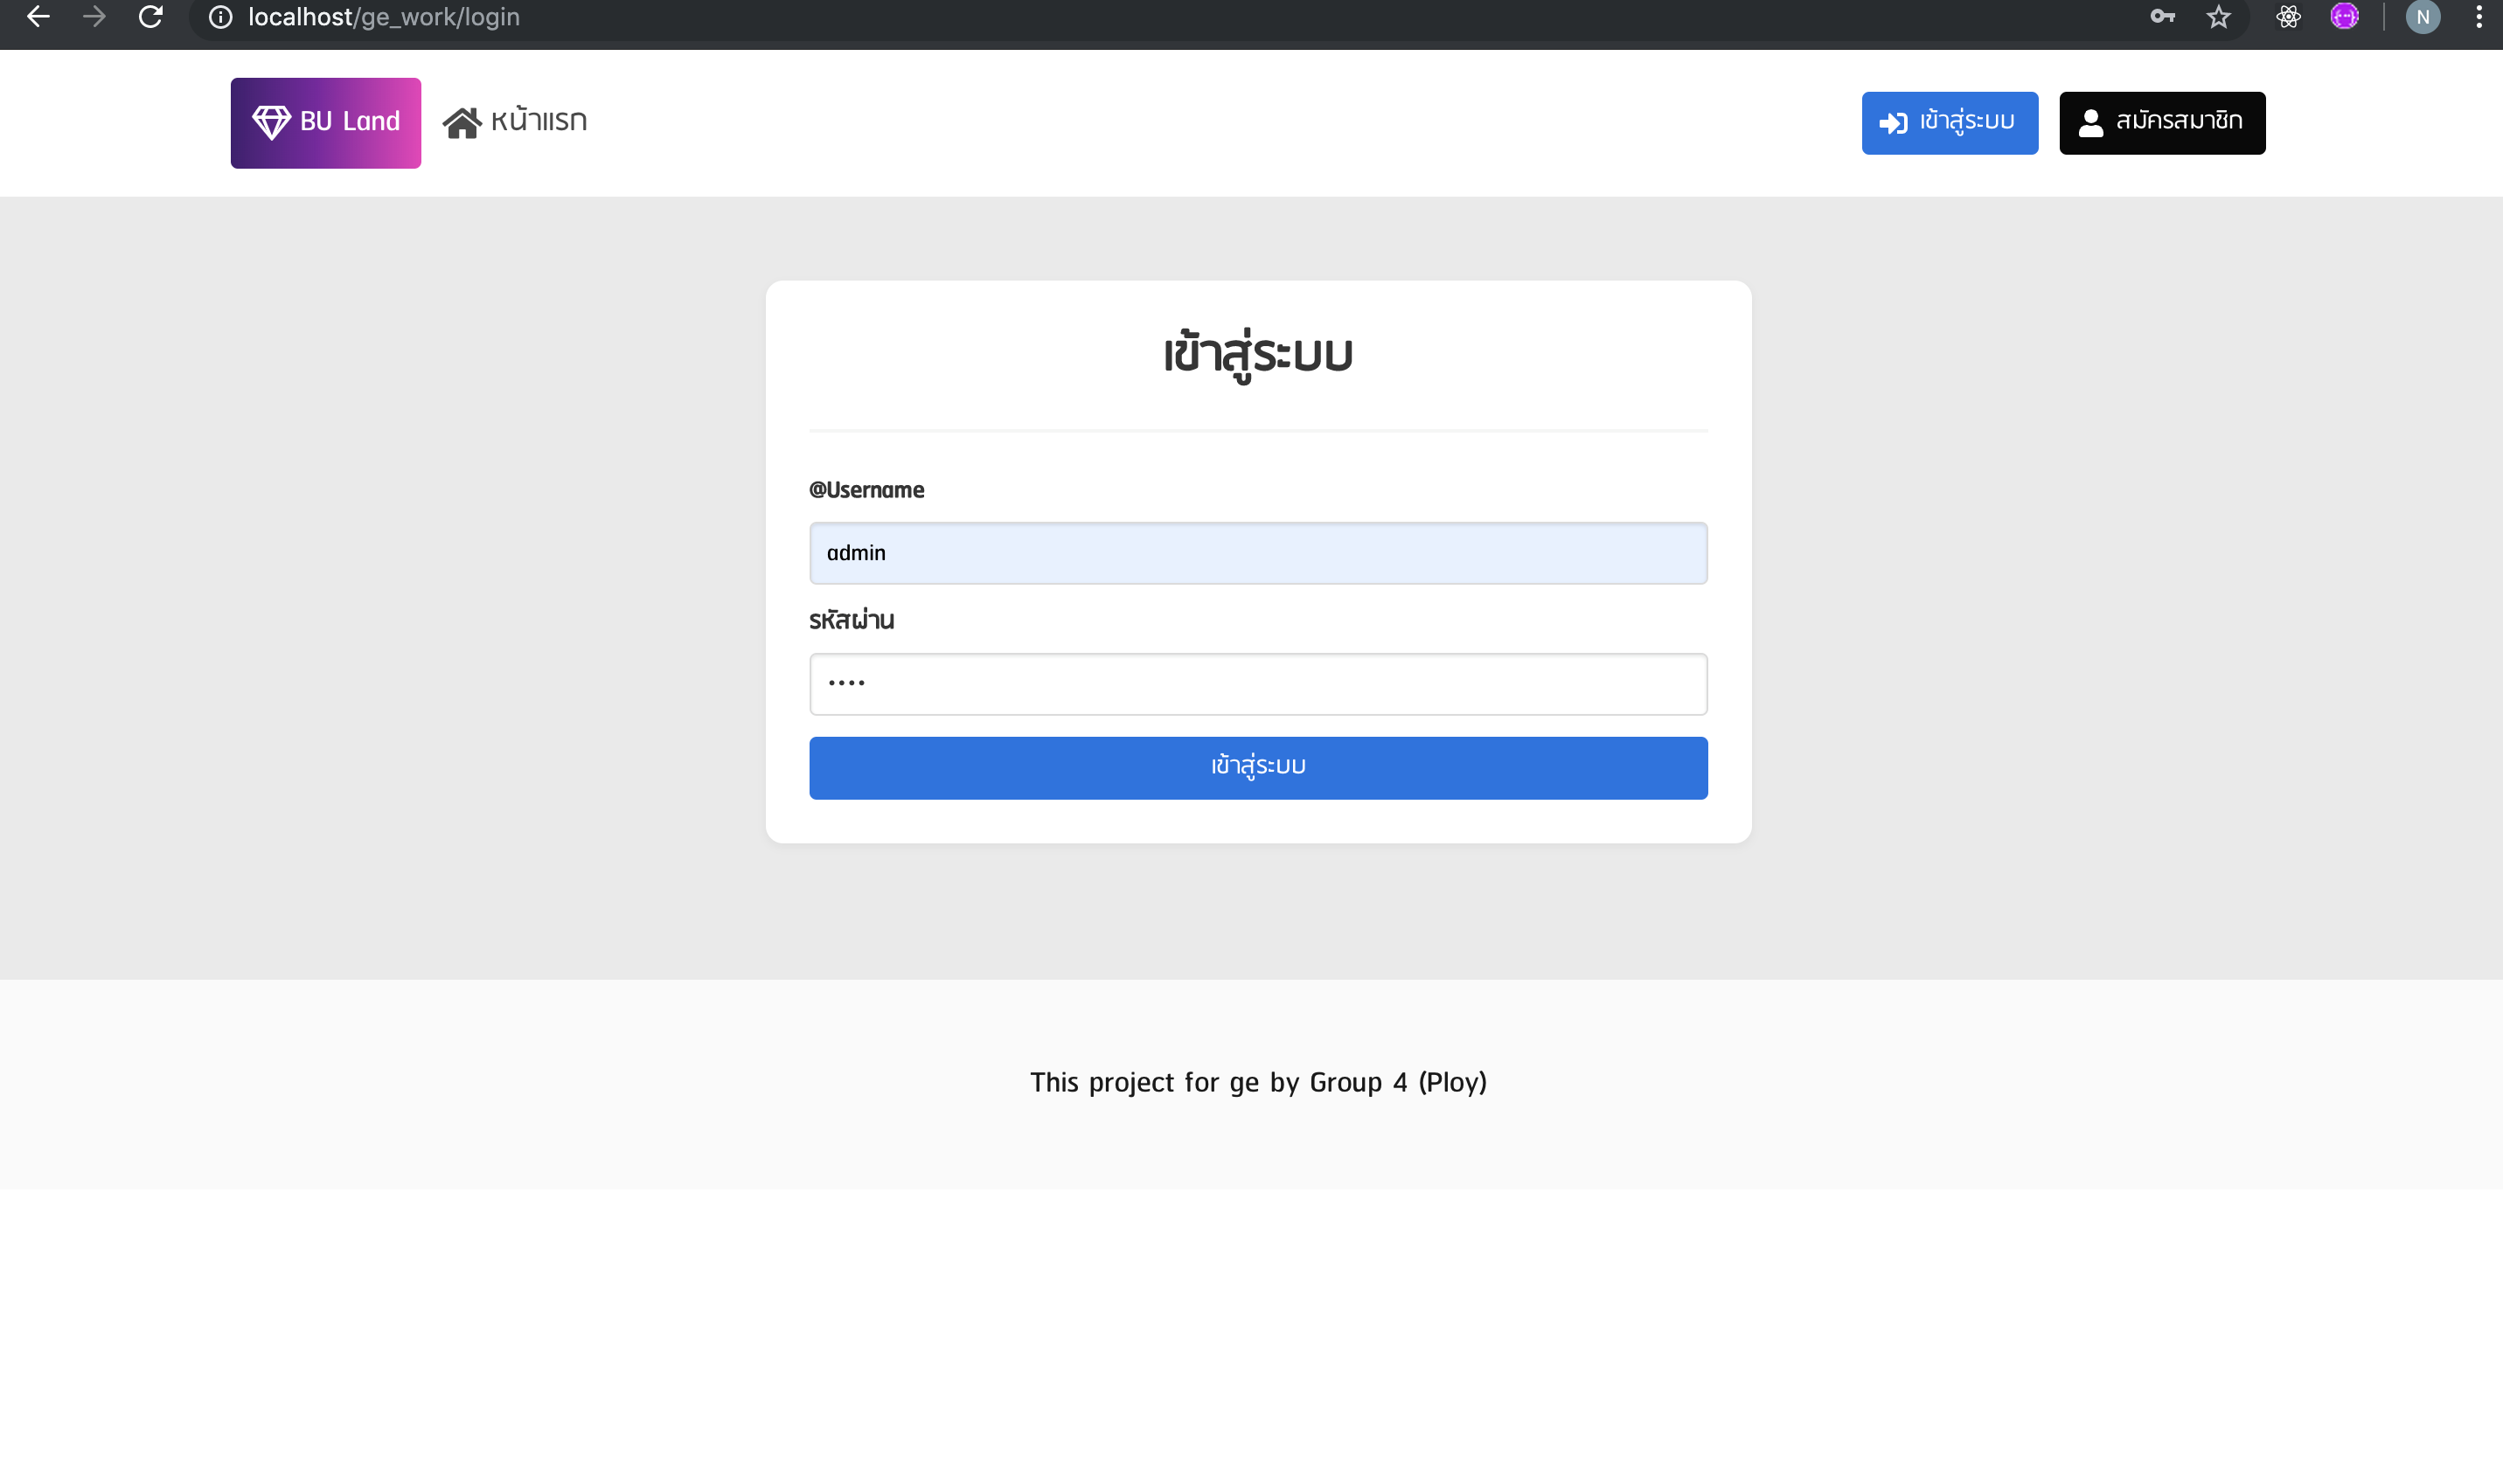 localhost/ge_work/login
N
BU Land
หน้าแรก
เข้าสู่ระบบ
สมัครสมาชิก
เข้าสู่ระบบ
@Username
admin
รหัสผ่าน
••••
เข้าสู่ระบบ
This project for ge by Group 4 (Ploy)